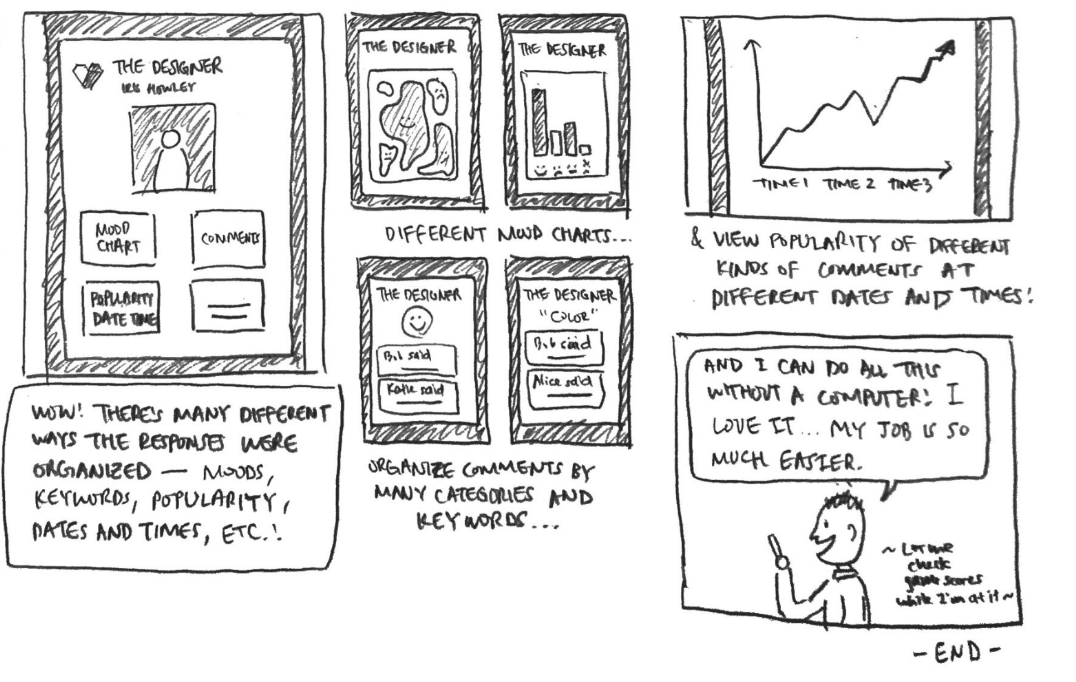 THE DESIGNER
IRIS HOWLEY
MOOD
CHART
COMMENTS
POPULARITY
DATE TIME
WOW! THERE'S MANY DIFFERENT
WAYS THE RESPONSES WERE
ORGANIZED — MOODS,
KEYWORDS, POPULARITY,
DATES AND TIMES, ETC.!
THE DESIGNER
THE DESIGNER
DIFFERENT MOOD CHARTS...
THE DESIGNER
Bob said
Katie said
THE DESIGNER
"COLOR"
Bob said
Alice said
ORGANIZE COMMENTS BY
MANY CATEGORIES AND
KEYWORDS...
TIME 1 TIME 2 TIME 3
& VIEW POPULARITY OF DIFFERENT
KINDS OF COMMENTS AT
DIFFERENT DATES AND TIMES!
AND I CAN DO ALL THIS
WITHOUT A COMPUTER! I
LOVE IT... MY JOB IS SO
MUCH EASIER.
~ Let me
check
game scores
while I'm at it ~
- END -